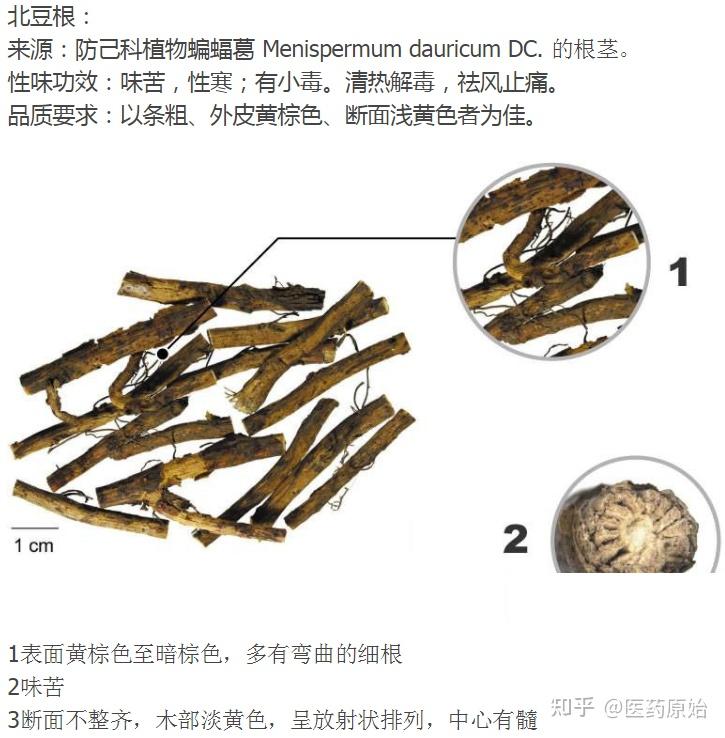 北豆根：
来源：防己科植物蝙蝠葛 Menispermum dauricum DC. 的根茎。
性味功效：味苦，性寒；有小毒。清热解毒，祛风止痛。
品质要求：以条粗、外皮黄棕色、断面浅黄色者为佳。
1
2
1 cm
1表面黄棕色至暗棕色，多有弯曲的细根
2味苦
3断面不整齐，木部淡黄色，呈放射状排列，中心有髓
知乎 @医药原始